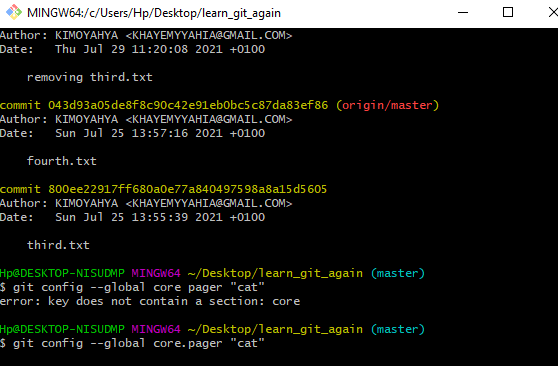 MINGW64:/c/Users/Hp/Desktop/learn_git_again
Author: KIMOYAHYA <KHAYEMYYAHIA@GMAIL.COM>
Date:   Thu Jul 29 11:20:08 2021 +0100
    removing third.txt
commit 043d93a05de8f8c90c42e91eb0bc5c87da83ef86 (origin/master)
Author: KIMOYAHYA <KHAYEMYYAHIA@GMAIL.COM>
Date:   Sun Jul 25 13:57:16 2021 +0100
    fourth.txt
commit 800ee22917ff680a0e77a840497598a8a15d5605
Author: KIMOYAHYA <KHAYEMYYAHIA@GMAIL.COM>
Date:   Sun Jul 25 13:55:39 2021 +0100
    third.txt
Hp@DESKTOP-NISUDMP MINGW64 ~/Desktop/learn_git_again (master)
$ git config --global core pager "cat"
error: key does not contain a section: core
Hp@DESKTOP-NISUDMP MINGW64 ~/Desktop/learn_git_again (master)
$ git config --global core.pager "cat"